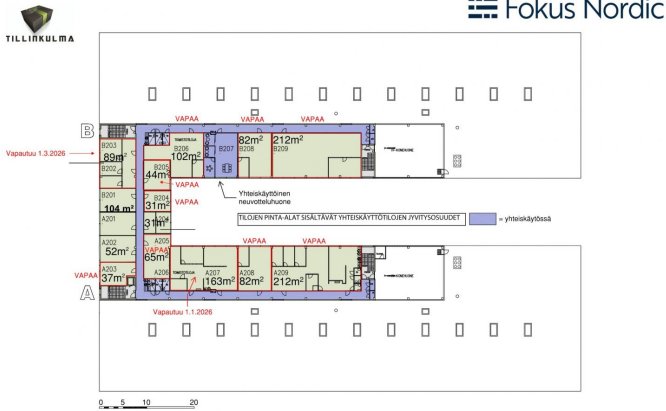 Fokus Nordic
TILLINKULMA
VAPAA VAPAA VAPAA
B
B203
89m²
B202
Vapautuu 1.3.2026
TOIMISTOTILOJA
B206
102m²
B207
82m²
B208
212m²
B209
B205
44m²
VAPAA
B201
104 m²
B204
31m²
VAPAA
Yhteiskäyttöinen
neuvotteluhuone
A201
A204
31m²
TILOJEN PINTA-ALAT SISÄLTÄVÄT YHTEISKÄYTTÖTILOJEN JYVITYSOSUUDET
= yhteiskäytössä
A202
52m²
A205
VAPAA
65m²
VAPAA VAPAA
A203
37m²
VAPAA
A206
A207
163m²
A208
82m²
A209
212m²
A
Vapautuu 1.1.2026
0 5 10 20